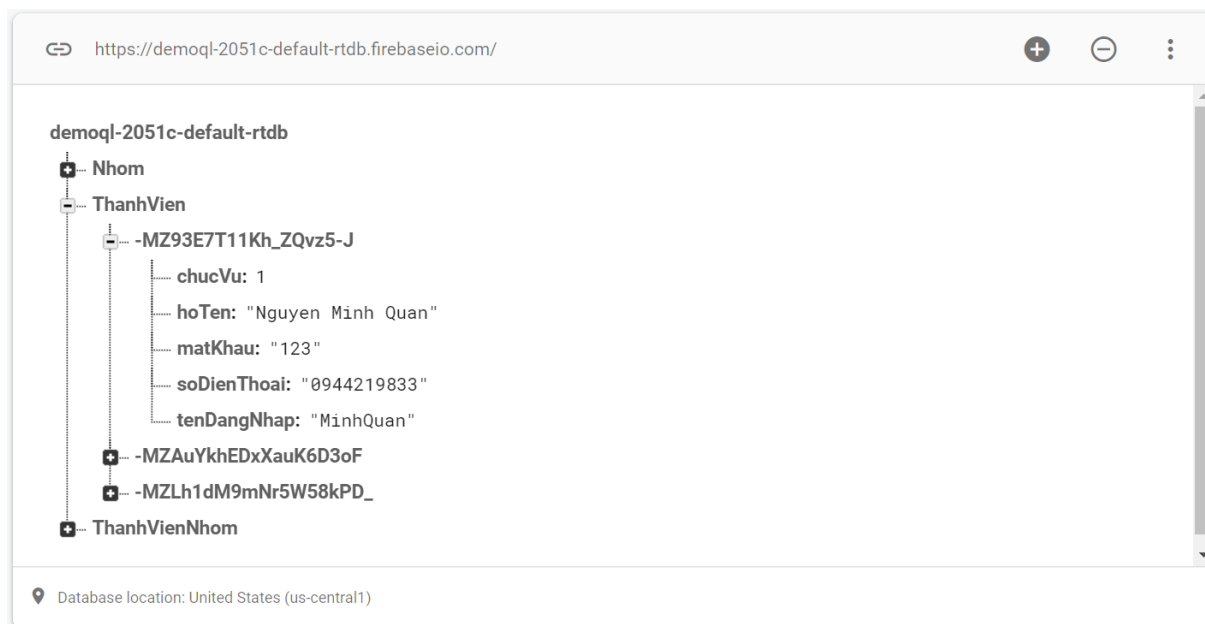 https://demoql-2051c-default-rtdb.firebaseio.com/
demoql-2051c-default-rtdb
Nhom
ThanhVien
-MZ93E7T11Kh_ZQvz5-J
chucVu: 1
hoTen: "Nguyen Minh Quan"
matKhau: "123"
soDienThoai: "0944219833"
tenDangNhap: "MinhQuan"
-MZAuYkhEDxXauK6D3oF
-MZLh1dM9mNr5W58kPD_
ThanhVienNhom
Database location: United States (us-central1)